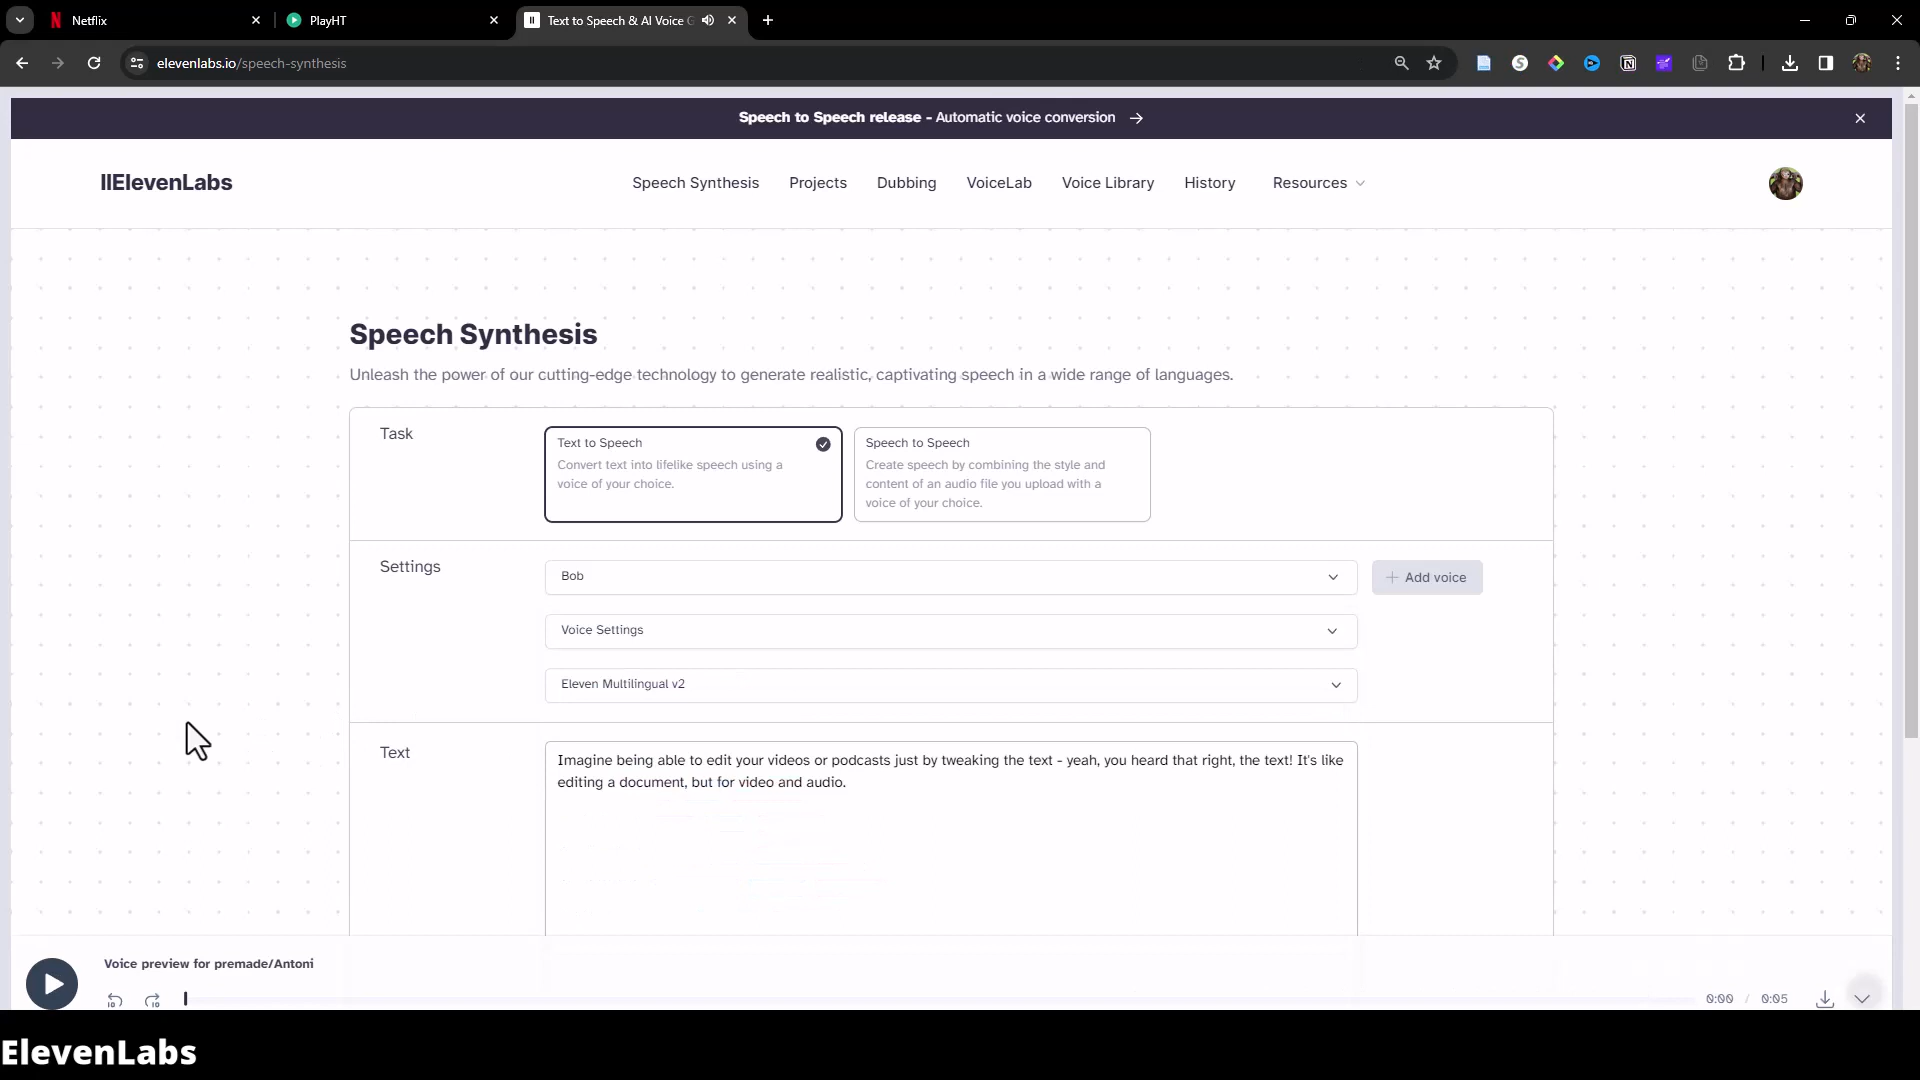 Netflix
PlayHT
Text to Speech & AI Voice G
elevenlabs.io/speech-synthesis
Speech to Speech release - Automatic voice conversion →
IIElevenLabs
Speech Synthesis
Projects
Dubbing
VoiceLab
Voice Library
History
Resources
Speech Synthesis
Unleash the power of our cutting-edge technology to generate realistic, captivating speech in a wide range of languages.
Task
Text to Speech
Convert text into lifelike speech using a
voice of your choice.
Speech to Speech
Create speech by combining the style and
content of an audio file you upload with a
voice of your choice.
Settings
Bob
+ Add voice
Voice Settings
Eleven Multilingual v2
Text
Imagine being able to edit your videos or podcasts just by tweaking the text - yeah, you heard that right, the text! It's like
editing a document, but for video and audio.
Voice preview for premade/Antoni
10
10
0:00 / 0:05
ElevenLabs